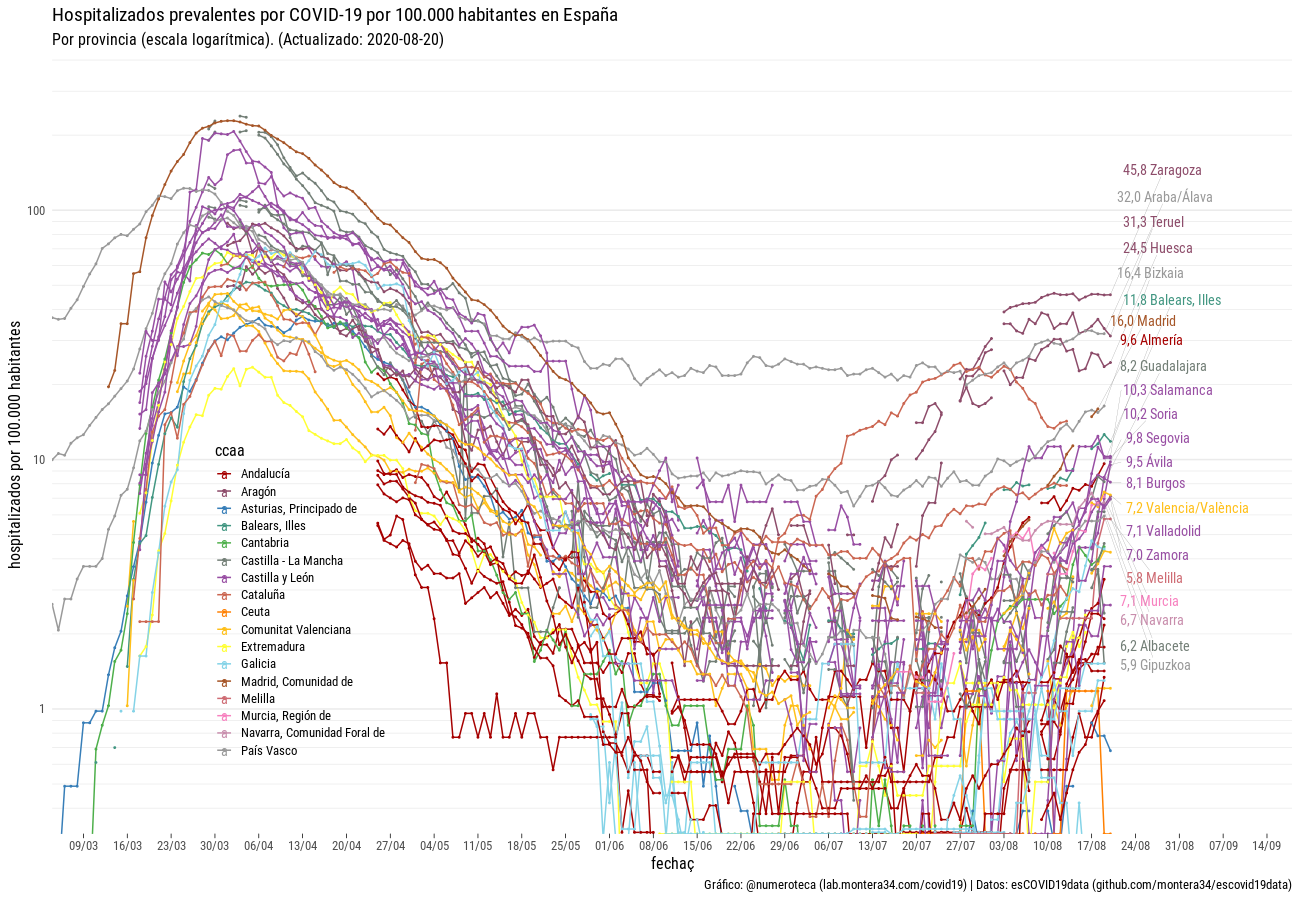 Hospitalizados prevalentes por COVID-19 por 100.000 habitantes en España
Por provincia (escala logarítmica). (Actualizado: 2020-08-20)
hospitalizados por 100.000 habitantes
100
10
1
45,8 Zaragoza
32,0 Araba/Álava
31,3 Teruel
24,5 Huesca
16,4 Bizkaia
11,8 Balears, Illes
16,0 Madrid
9,6 Almería
8,2 Guadalajara
10,3 Salamanca
10,2 Soria
9,8 Segovia
9,5 Ávila
8,1 Burgos
7,2 Valencia/València
7,1 Valladolid
7,0 Zamora
5,8 Melilla
7,1 Murcia
6,7 Navarra
6,2 Albacete
5,9 Gipuzkoa
ccaa
Andalucía
Aragón
Asturias, Principado de
Balears, Illes
Cantabria
Castilla - La Mancha
Castilla y León
Cataluña
Ceuta
Comunitat Valenciana
Extremadura
Galicia
Madrid, Comunidad de
Melilla
Murcia, Región de
Navarra, Comunidad Foral de
País Vasco
09/03 16/03 23/03 30/03 06/04 13/04 20/04 27/04 04/05 11/05 18/05 25/05 01/06 08/06 15/06 22/06 29/06 06/07 13/07 20/07 27/07 03/08 10/08 17/08 24/08 31/08 07/09 14/09
fechaç
Gráfico: @numeroteca (lab.montera34.com/covid19) | Datos: esCOVID19data (github.com/montera34/escovid19data)